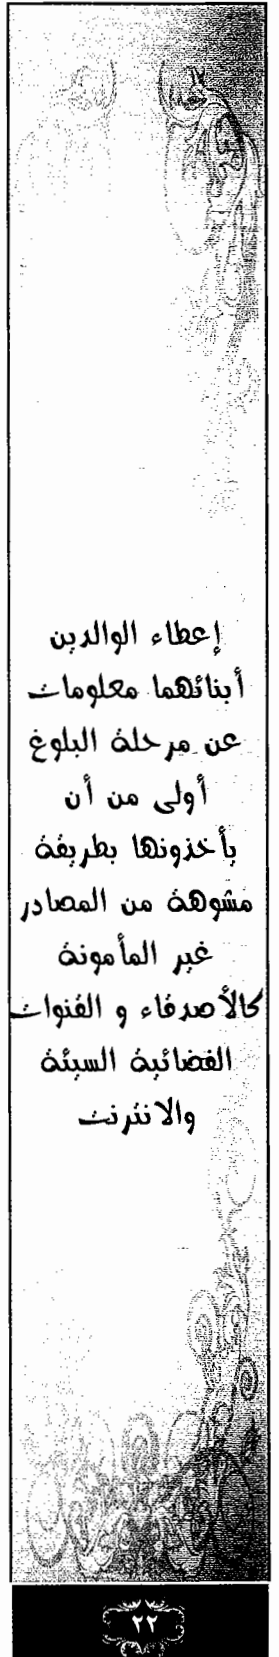 إعطاء الوالدين
أبنائهما معلومات
عن مرحلة البلوغ
أولى من أن
يأخذونها بطريقة
مشوهة من المصادر
غير المأمونة
كالأصدقاء و القنوات
الفضائية السيئة
والانترنت
٢٢